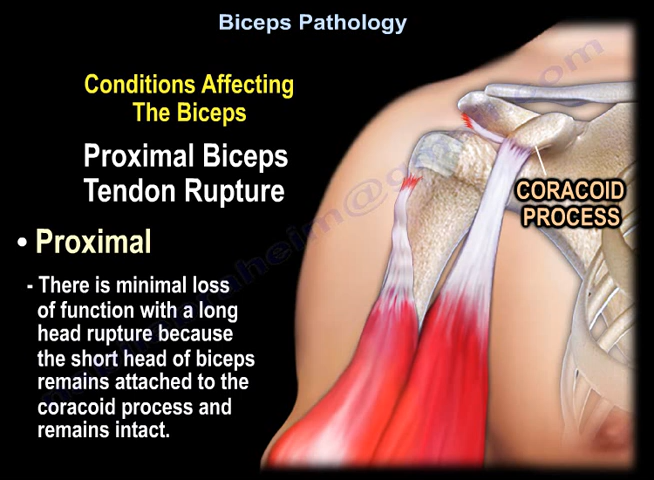 Biceps Pathology
Conditions Affecting
The Biceps
Proximal Biceps
Tendon Rupture
• Proximal
- There is minimal loss
of function with a long
head rupture because
the short head of biceps
remains attached to the
coracoid process and
remains intact.
CORACOID
PROCESS